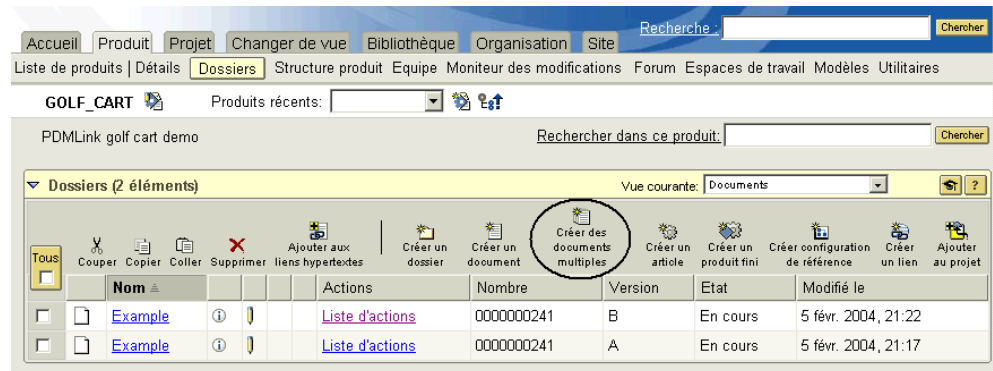 Recherche : Chercher
Accueil Produit Projet Changer de vue Bibliothèque Organisation Site
Liste de produits | Détails Dossiers Structure produit Equipe Moniteur des modifications Forum Espaces de travail Modèles Utilitaires
GOLF_CART Produits récents:
PDMLink golf cart demo Rechercher dans ce produit: Chercher
Dossiers (2 éléments) Vue courante: Documents ?
Tous Couper Copier Coller Supprimer Ajouter aux liens hypertextes Créer un dossier Créer un document Créer des documents multiples Créer un article Créer un produit fini Créer configuration de référence Créer un lien Ajouter au projet
Nom Actions Nombre Version Etat Modifié le
Example Liste d'actions 0000000241 B En cours 5 févr. 2004, 21:22
Example Liste d'actions 0000000241 A En cours 5 févr. 2004, 21:17